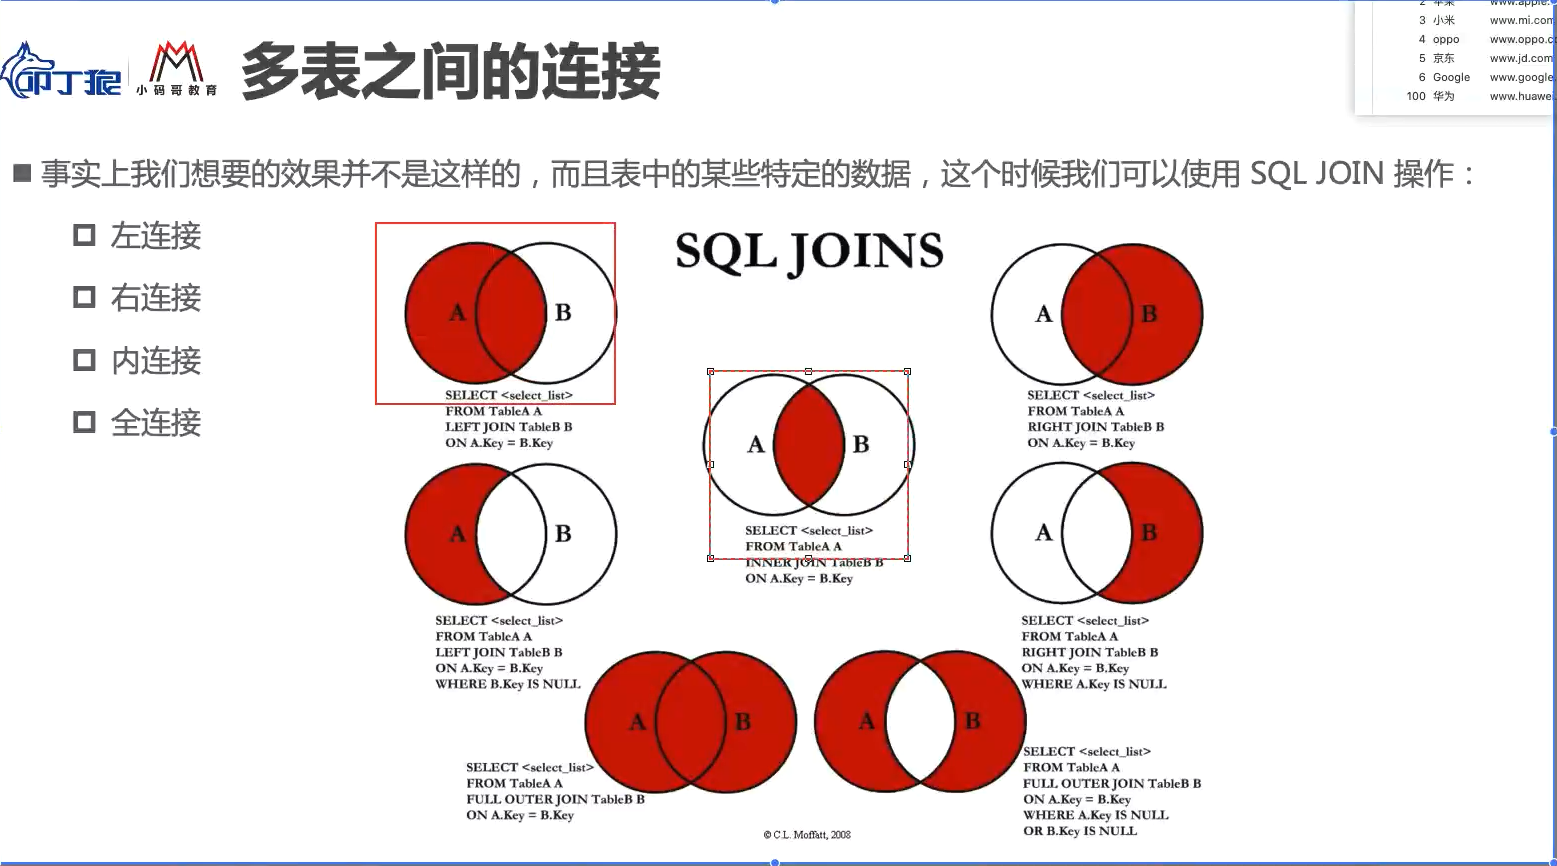 叩丁狼
小码哥教育
多表之间的连接
2 苹果 www.apple.
3 小米 www.mi.com
4 oppo www.oppo.c
5 京东 www.jd.com
6 Google www.google.
100 华为 www.huawei.
事实上我们想要的效果并不是这样的，而且表中的某些特定的数据，这个时候我们可以使用 SQL JOIN 操作：
左连接
右连接
内连接
全连接
SQL JOINS
A B
SELECT <select_list>
FROM TableA A
LEFT JOIN TableB B
ON A.Key = B.Key
A B
SELECT <select_list>
FROM TableA A
RIGHT JOIN TableB B
ON A.Key = B.Key
A B
SELECT <select_list>
FROM TableA A
INNER JOIN TableB B
ON A.Key = B.Key
A B
SELECT <select_list>
FROM TableA A
LEFT JOIN TableB B
ON A.Key = B.Key
WHERE B.Key IS NULL
A B
SELECT <select_list>
FROM TableA A
RIGHT JOIN TableB B
ON A.Key = B.Key
WHERE A.Key IS NULL
A B
SELECT <select_list>
FROM TableA A
FULL OUTER JOIN TableB B
ON A.Key = B.Key
A B
SELECT <select_list>
FROM TableA A
FULL OUTER JOIN TableB B
ON A.Key = B.Key
WHERE A.Key IS NULL
OR B.Key IS NULL
© C.L. Moffatt, 2008